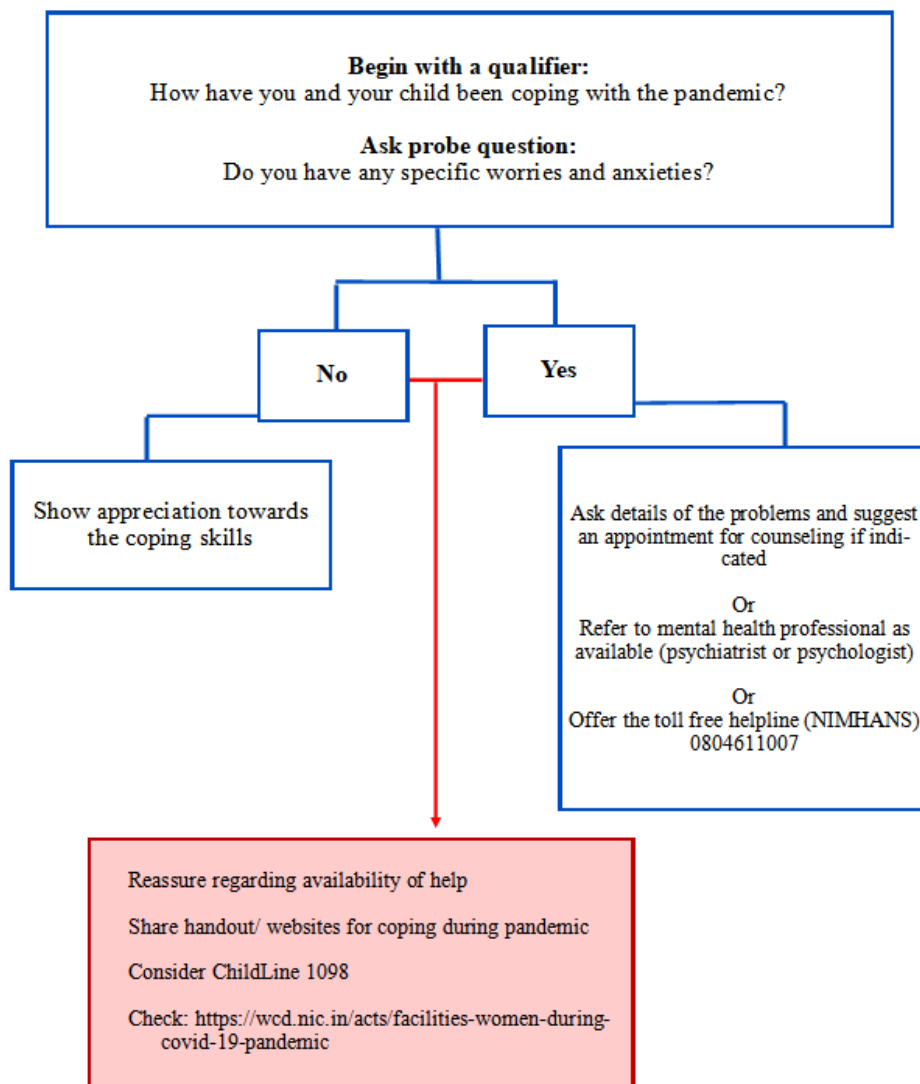 Begin with a qualifier:
How have you and your child been coping with the pandemic?
Ask probe question:
Do you have any specific worries and anxieties?
No
Yes
Show appreciation towards
the coping skills
Ask details of the problems and suggest
an appointment for counseling if indi-
cated
Or
Refer to mental health professional as
available (psychiatrist or psychologist)
Or
Offer the toll free helpline (NIMHANS)
0804611007
Reassure regarding availability of help
Share handout/ websites for coping during pandemic
Consider ChildLine 1098
Check: https://wcd.nic.in/acts/facilities-women-during-
covid-19-pandemic